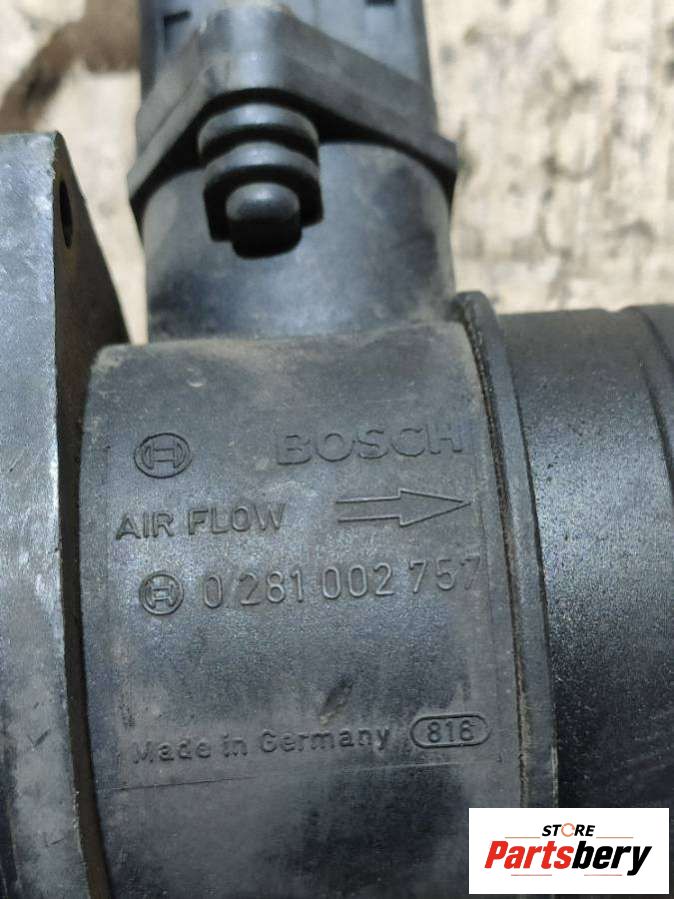 BOSCH
AIR FLOW
0 281 002 757
Made in Germany 816
STORE
Partsbery